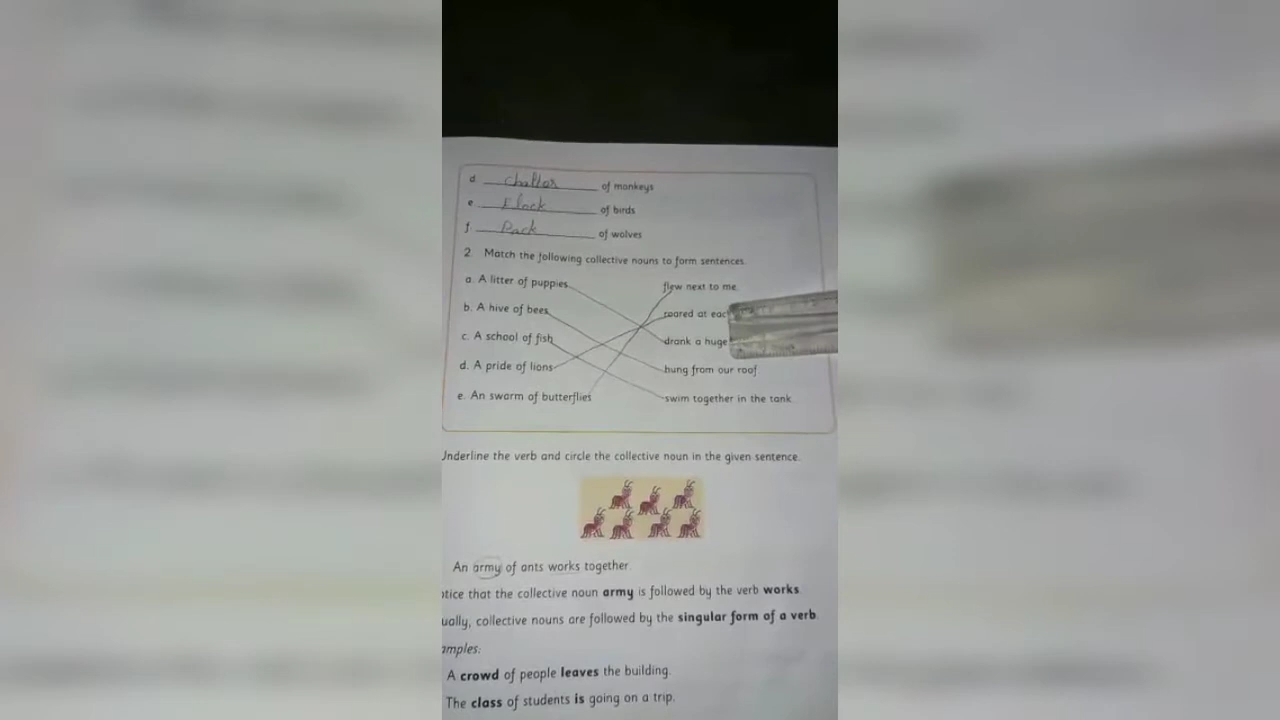 d. Chatter of monkeys
e. Flock of birds
f. Pack of wolves
2. Match the following collective nouns to form sentences.
a. A litter of puppies flew next to me.
b. A hive of bees roared at
c. A school of fish drank a huge
d. A pride of lions hung from our roof
e. An swarm of butterflies swim together in the tank.
Underline the verb and circle the collective noun in the given sentence.
An army of ants works together.
that the collective noun army is followed by the verb works.
collective nouns are followed by the singular form of a verb.
A crowd of people leaves the building.
The class of students is going on a trip.